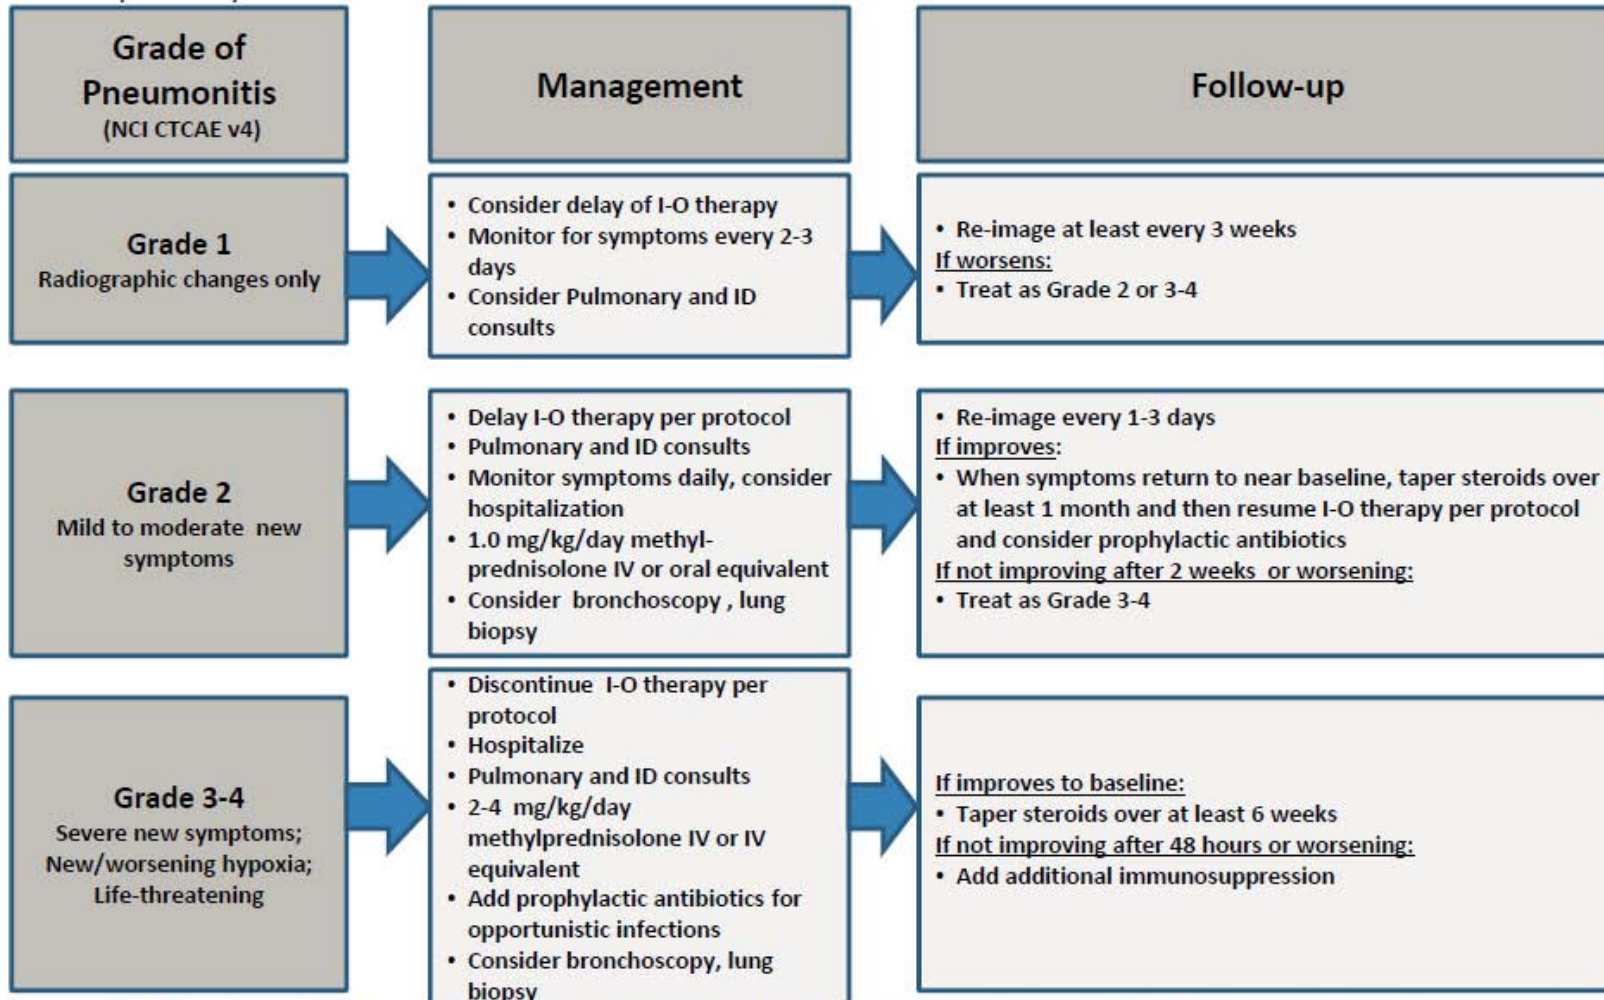 Grade of
Pneumonitis
(NCI CTCAE v4)
Management
Follow-up
Grade 1
Radiographic changes only
• Consider delay of I-O therapy
• Monitor for symptoms every 2-3
days
• Consider Pulmonary and ID
consults
• Re-image at least every 3 weeks
If worsens:
• Treat as Grade 2 or 3-4
Grade 2
Mild to moderate new
symptoms
• Delay I-O therapy per protocol
• Pulmonary and ID consults
• Monitor symptoms daily, consider
hospitalization
• 1.0 mg/kg/day methyl-
prednisolone IV or oral equivalent
• Consider bronchoscopy , lung
biopsy
• Re-image every 1-3 days
If improves:
• When symptoms return to near baseline, taper steroids over
at least 1 month and then resume I-O therapy per protocol
and consider prophylactic antibiotics
If not improving after 2 weeks or worsening:
• Treat as Grade 3-4
Grade 3-4
Severe new symptoms;
New/worsening hypoxia;
Life-threatening
• Discontinue I-O therapy per
protocol
• Hospitalize
• Pulmonary and ID consults
• 2-4 mg/kg/day
methylprednisolone IV or IV
equivalent
• Add prophylactic antibiotics for
opportunistic infections
• Consider bronchoscopy, lung
biopsy
If improves to baseline:
• Taper steroids over at least 6 weeks
If not improving after 48 hours or worsening:
• Add additional immunosuppression